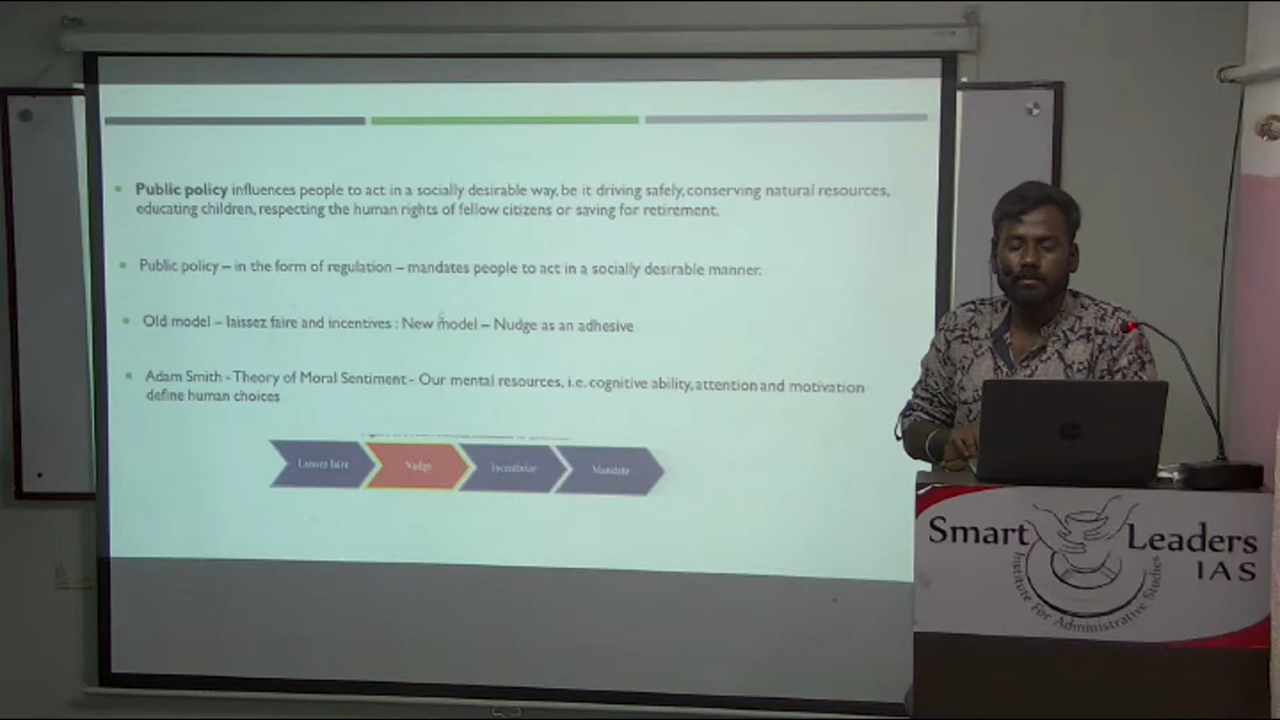 Public policy influences people to act in a socially desirable way, be it driving safely, conserving natural resources,
educating children, respecting the human rights of fellow citizens or saving for retirement.
Public policy – in the form of regulation – mandates people to act in a socially desirable manner.
Old model – laissez faire and incentives : New model – Nudge as an adhesive
Adam Smith - Theory of Moral Sentiment - Our mental resources, i.e. cognitive ability, attention and motivation
define human choices
Laissez faire
Nudge
Incentivise
Mandate
Smart Leaders
IAS
Institute For Administrative Studies